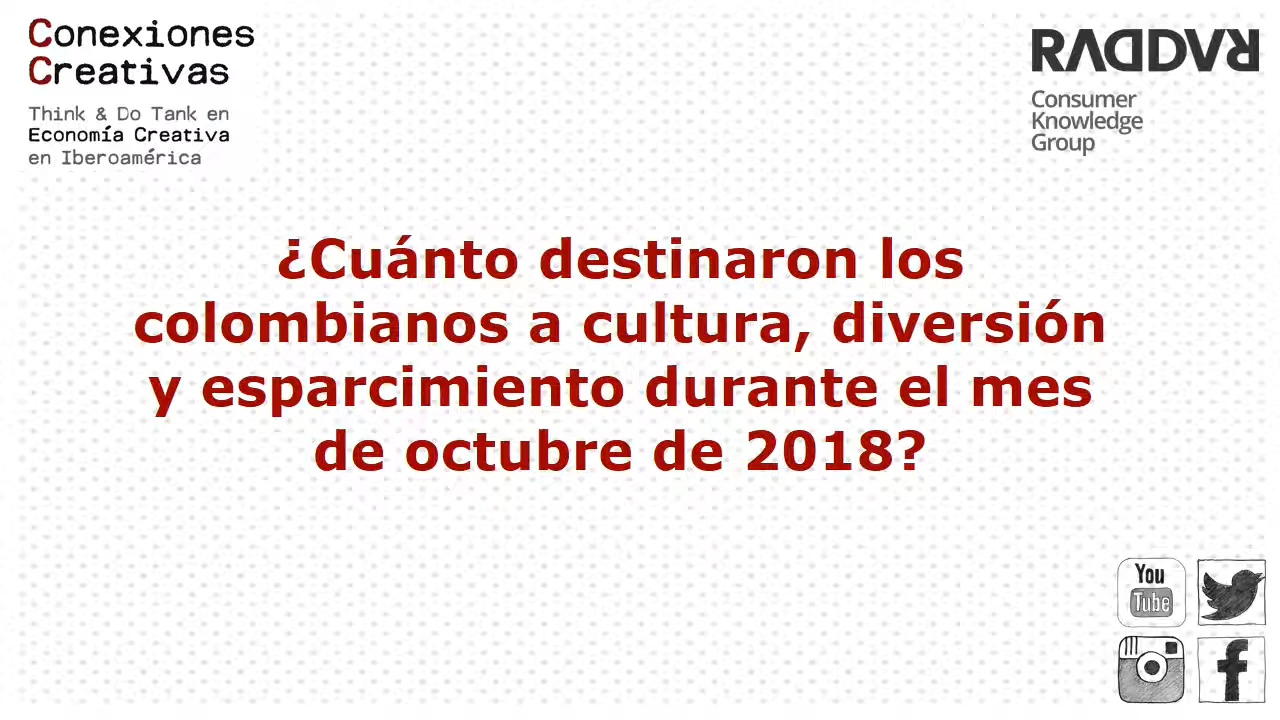 Conexiones
Creativas
Think & Do Tank en
Economía Creativa
en Iberoamérica
RADDAR
Consumer
Knowledge
Group
¿Cuánto destinaron los
colombianos a cultura, diversión
y esparcimiento durante el mes
de octubre de 2018?
You
Tube